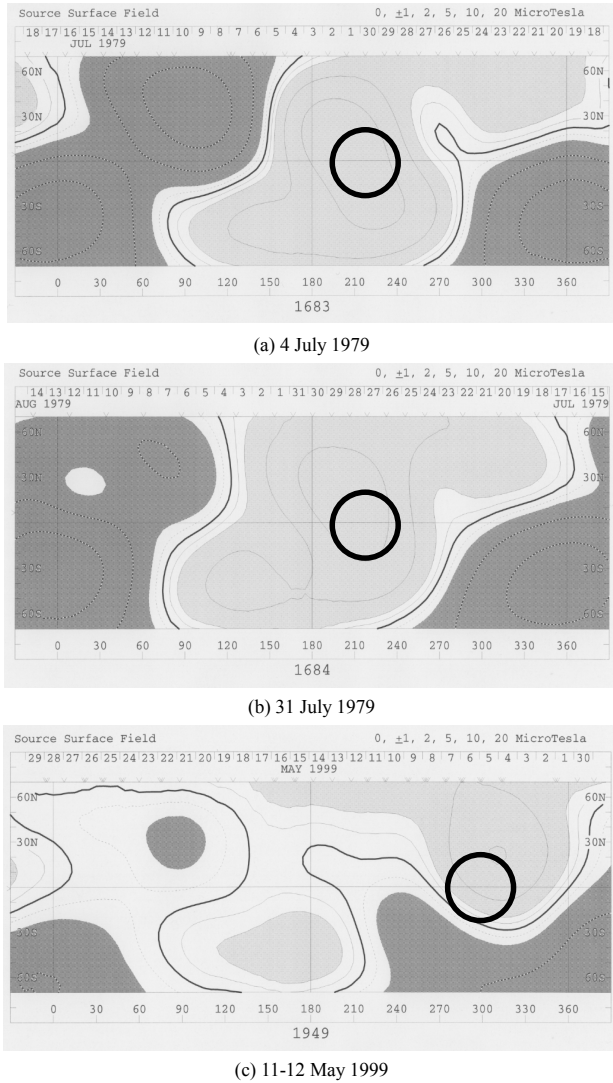 Source Surface Field 0, ±1, 2, 5, 10, 20 MicroTesla
18 17 16 15 14 13 12 11 10 9 8 7 6 5 4 3 2 1 30 29 28 27 26 25 24 23 22 21 20 19 18
JUL 1979
60N 60N
30N 30N
30S 30S
60S 60S
0 30 60 90 120 150 180 210 240 270 300 330 360
1683
(a) 4 July 1979
Source Surface Field 0, ±1, 2, 5, 10, 20 MicroTesla
14 13 12 11 10 9 8 7 6 5 4 3 2 1 31 30 29 28 27 26 25 24 23 22 21 20 19 18 17 16 15
AUG 1979 JUL 1979
60N 60N
30N 30N
30S 30S
60S 60S
0 30 60 90 120 150 180 210 240 270 300 330 360
1684
(b) 31 July 1979
Source Surface Field 0, ±1, 2, 5, 10, 20 MicroTesla
29 28 27 26 25 24 23 22 21 20 19 18 17 16 15 14 13 12 11 10 9 8 7 6 5 4 3 2 1 30
MAY 1999
60N 60N
30N 30N
30S 30S
60S 60S
0 30 60 90 120 150 180 210 240 270 300 330 360
1949
(c) 11-12 May 1999